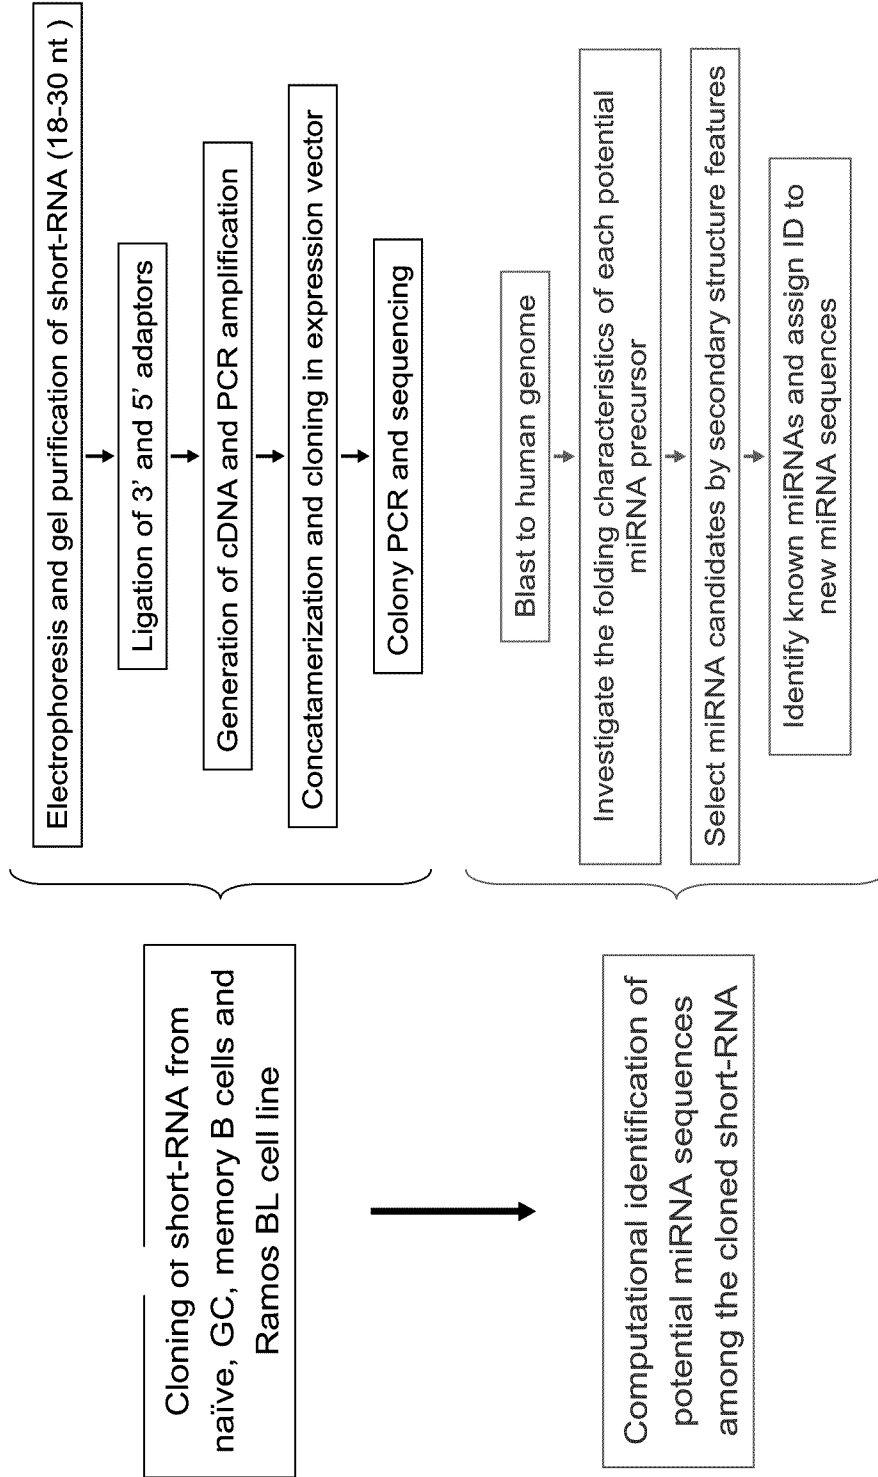 Cloning of short-RNA from
naïve, GC, memory B cells and
Ramos BL cell line
Electrophoresis and gel purification of short-RNA (18-30 nt )
Ligation of 3’ and 5’ adaptors
Generation of cDNA and PCR amplification
Concatamerization and cloning in expression vector
Colony PCR and sequencing
Computational identification of
potential miRNA sequences
among the cloned short-RNA
Blast to human genome
Investigate the folding characteristics of each potential
miRNA precursor
Select miRNA candidates by secondary structure features
Identify known miRNAs and assign ID to
new miRNA sequences